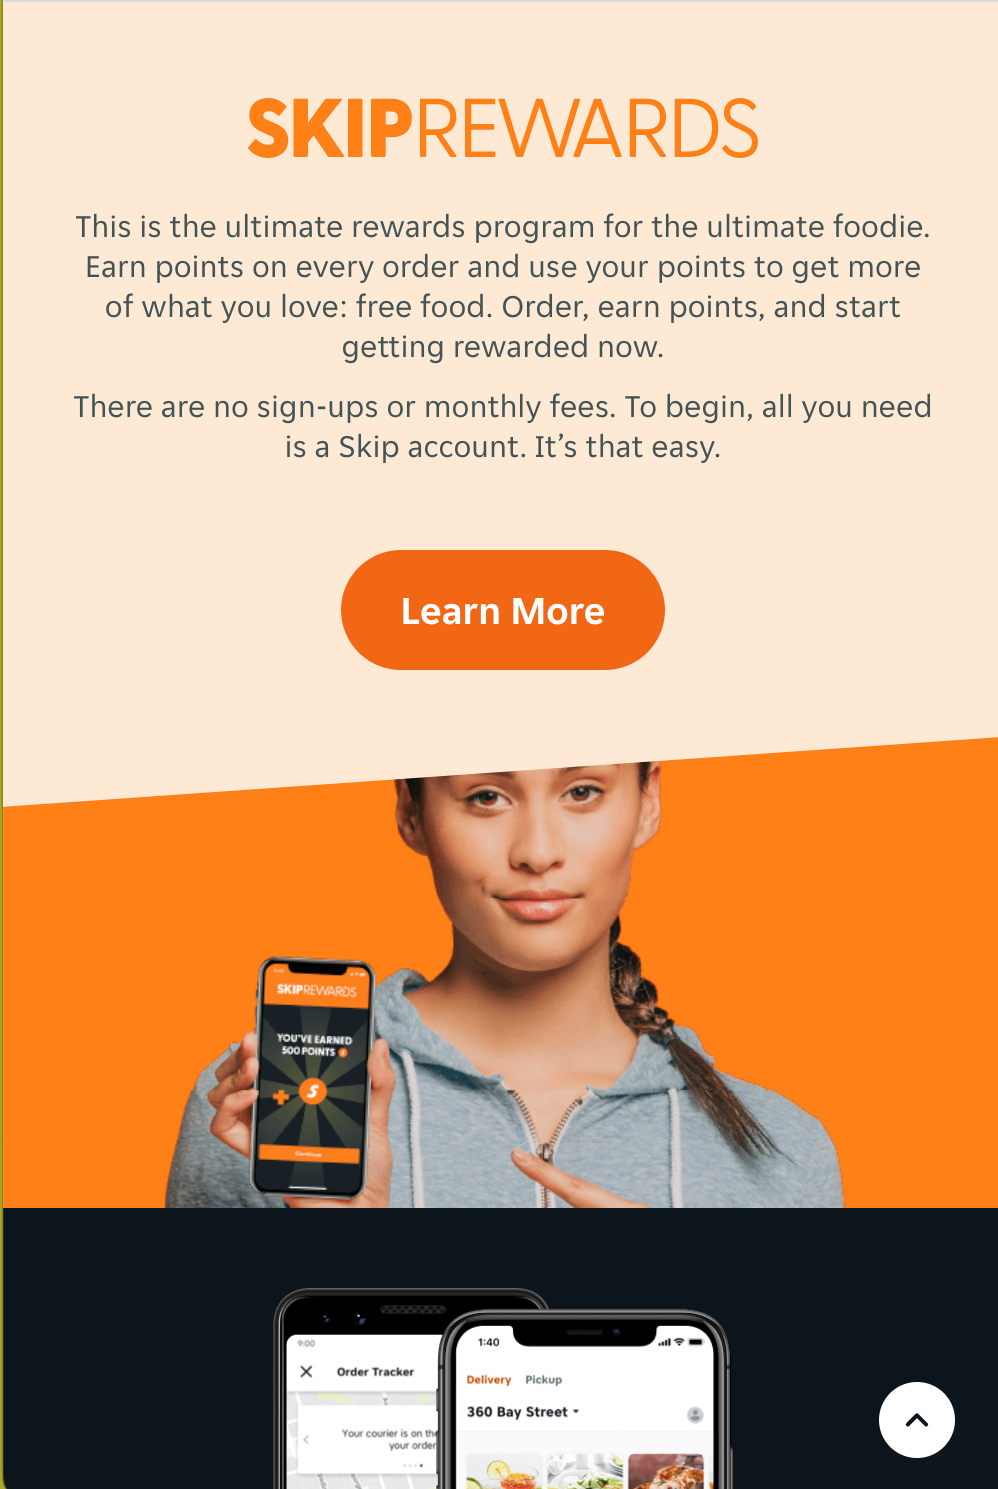 SKIPREWARDS
This is the ultimate rewards program for the ultimate foodie.
Earn points on every order and use your points to get more
of what you love: free food. Order, earn points, and start
getting rewarded now.
There are no sign-ups or monthly fees. To begin, all you need
is a Skip account. It’s that easy.
Learn More
SKIPREWARDS
YOU'VE EARNED
500 POINTS
S
Continue
9:00
Order Tracker
Your courier is on the
your order
1:40
Delivery Pickup
360 Bay Street